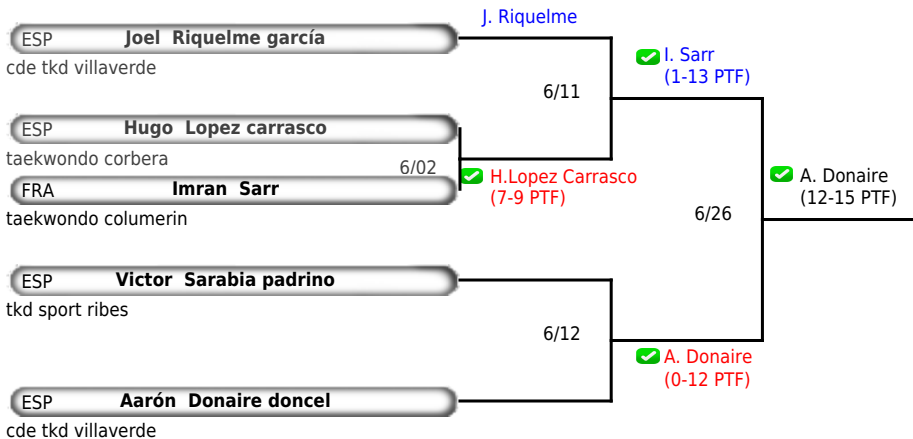 J. Riquelme
ESP Joel Riquelme garcía
cde tkd villaverde
I. Sarr
(1-13 PTF)
6/11
ESP Hugo Lopez carrasco
taekwondo corbera
6/02
H.Lopez Carrasco
(7-9 PTF)
FRA Imran Sarr
taekwondo columerin
A. Donaire
(12-15 PTF)
6/26
ESP Victor Sarabia padrino
tkd sport ribes
6/12
A. Donaire
(0-12 PTF)
ESP Aarón Donaire doncel
cde tkd villaverde